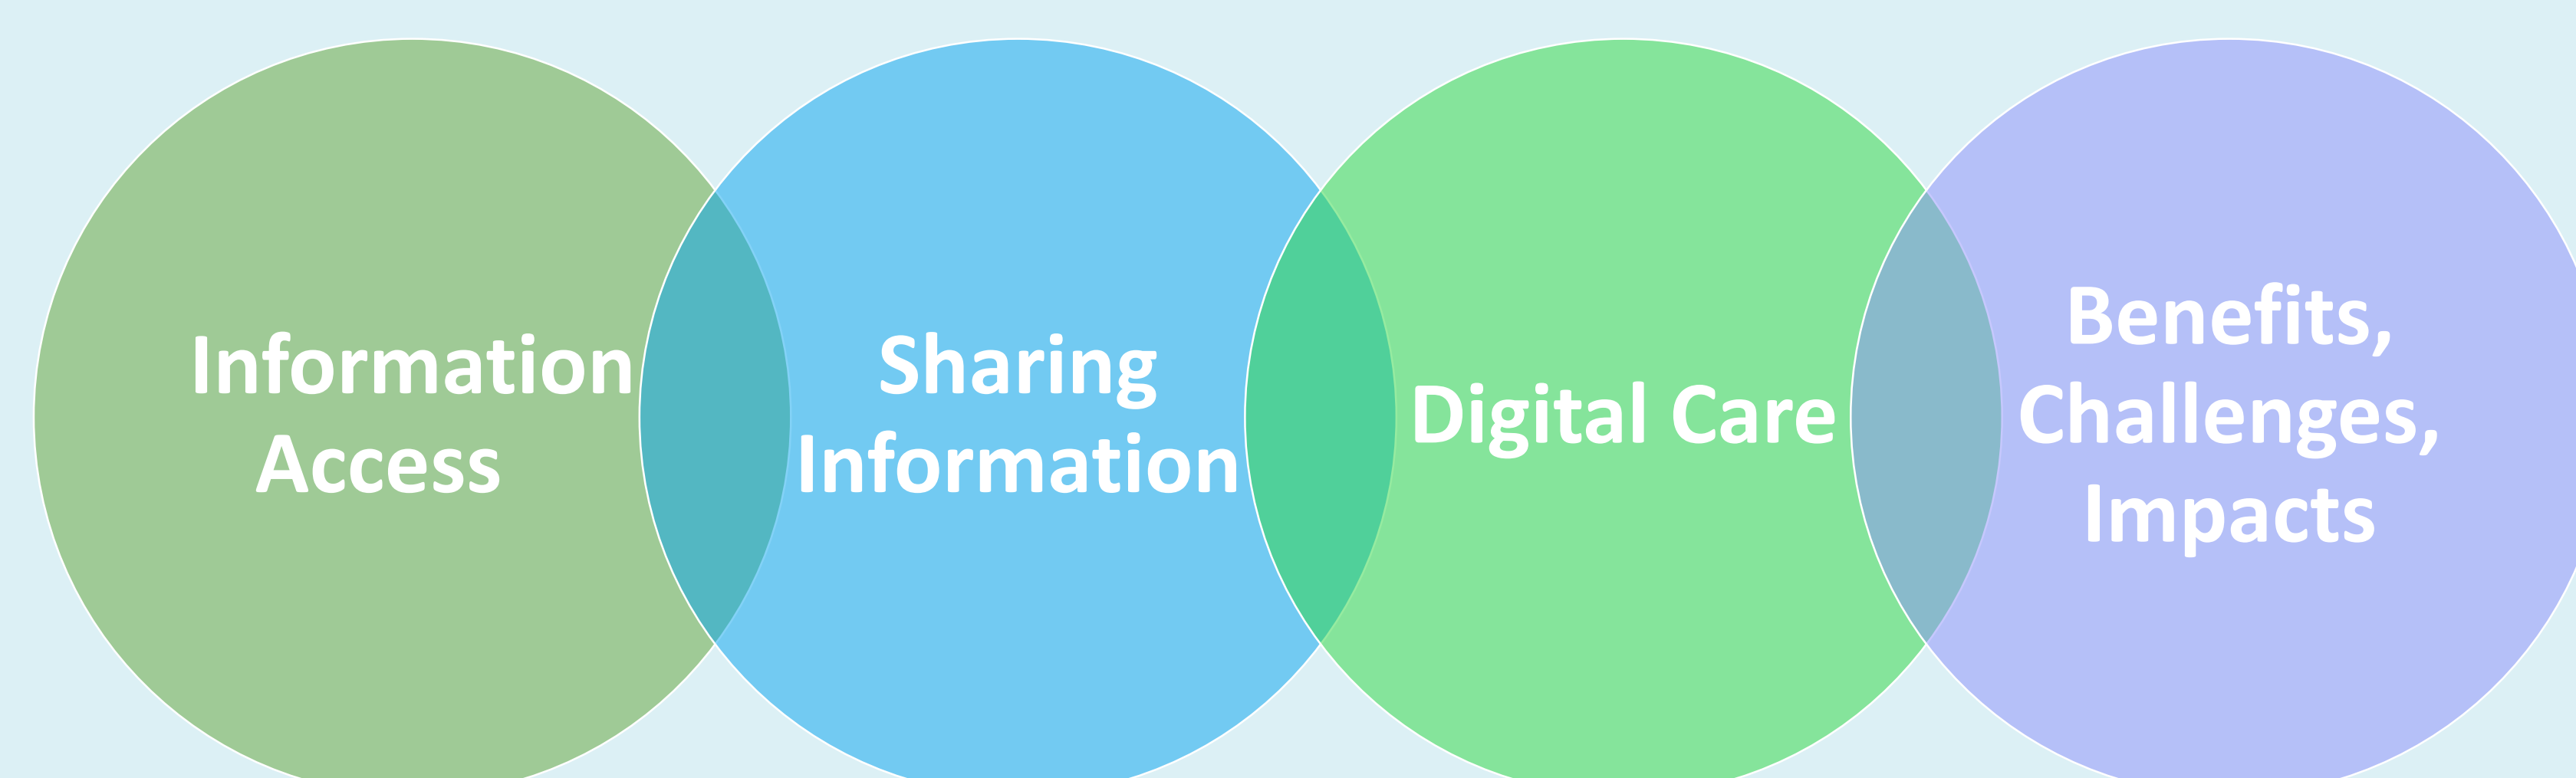 Information
Access
Sharing
Information
Digital Care
Benefits,
Challenges,
Impacts